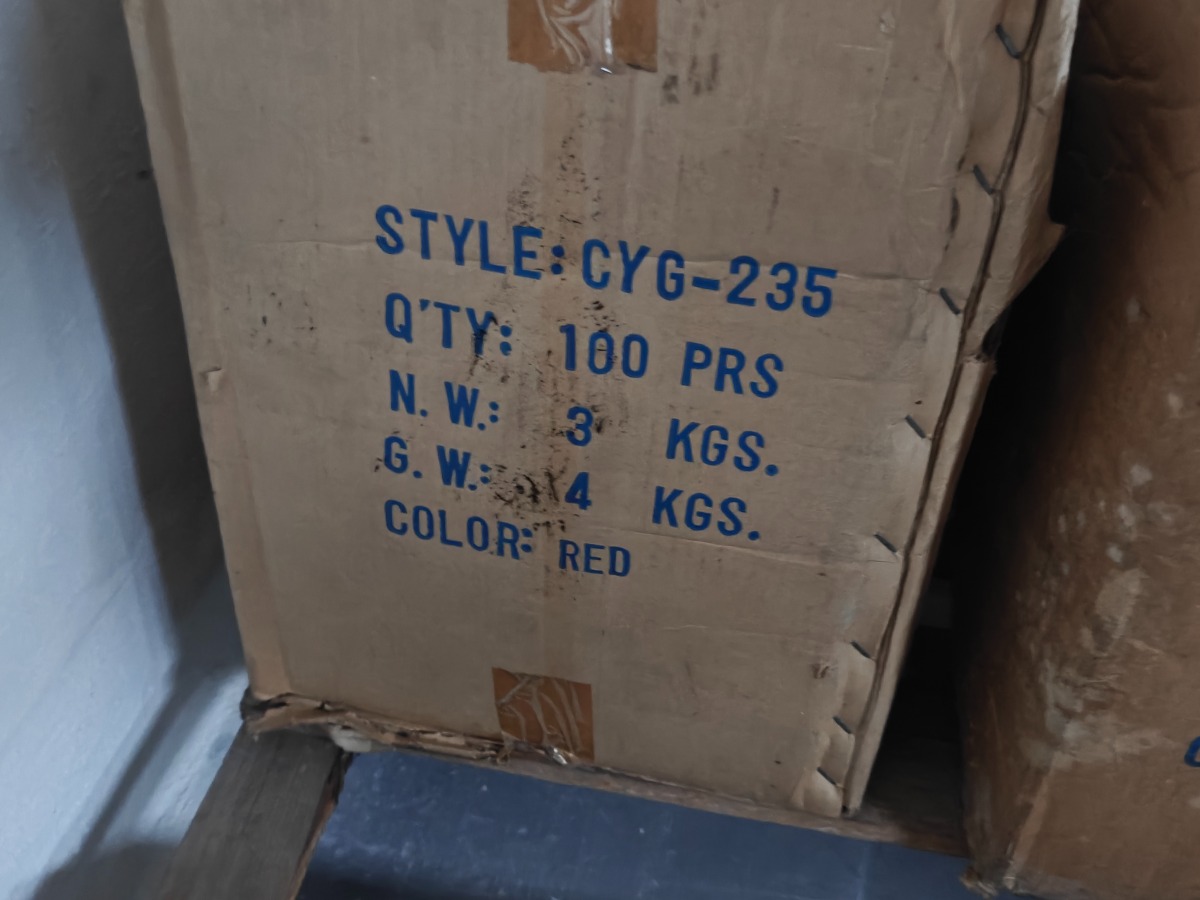 STYLE: CYG-235
Q'TY: 100 PRS
N. W.: 3 KGS.
G. W.: 4 KGS.
COLOR: RED